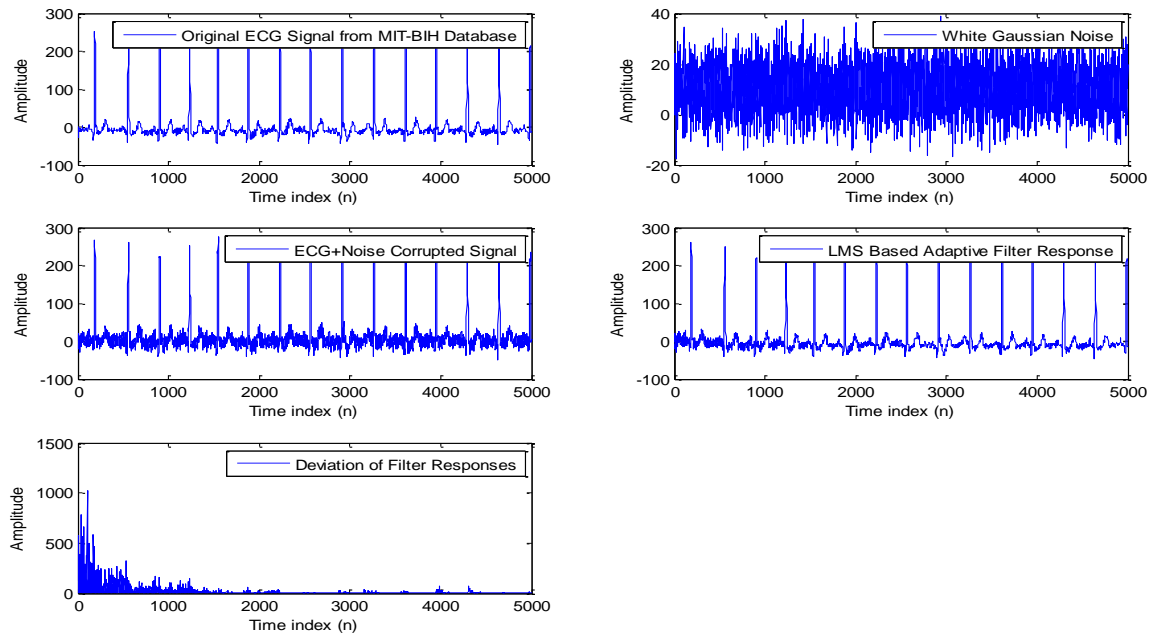 300
200
100
0
-100
Amplitude
Original ECG Signal from MIT-BIH Database
0 1000 2000 3000 4000 5000
Time index (n)
40
20
0
-20
Amplitude
White Gaussian Noise
0 1000 2000 3000 4000 5000
Time index (n)
300
200
100
0
-100
Amplitude
ECG+Noise Corrupted Signal
0 1000 2000 3000 4000 5000
Time index (n)
300
200
100
0
-100
Amplitude
LMS Based Adaptive Filter Response
0 1000 2000 3000 4000 5000
Time index (n)
1500
1000
500
0
Amplitude
Deviation of Filter Responses
0 1000 2000 3000 4000 5000
Time index (n)